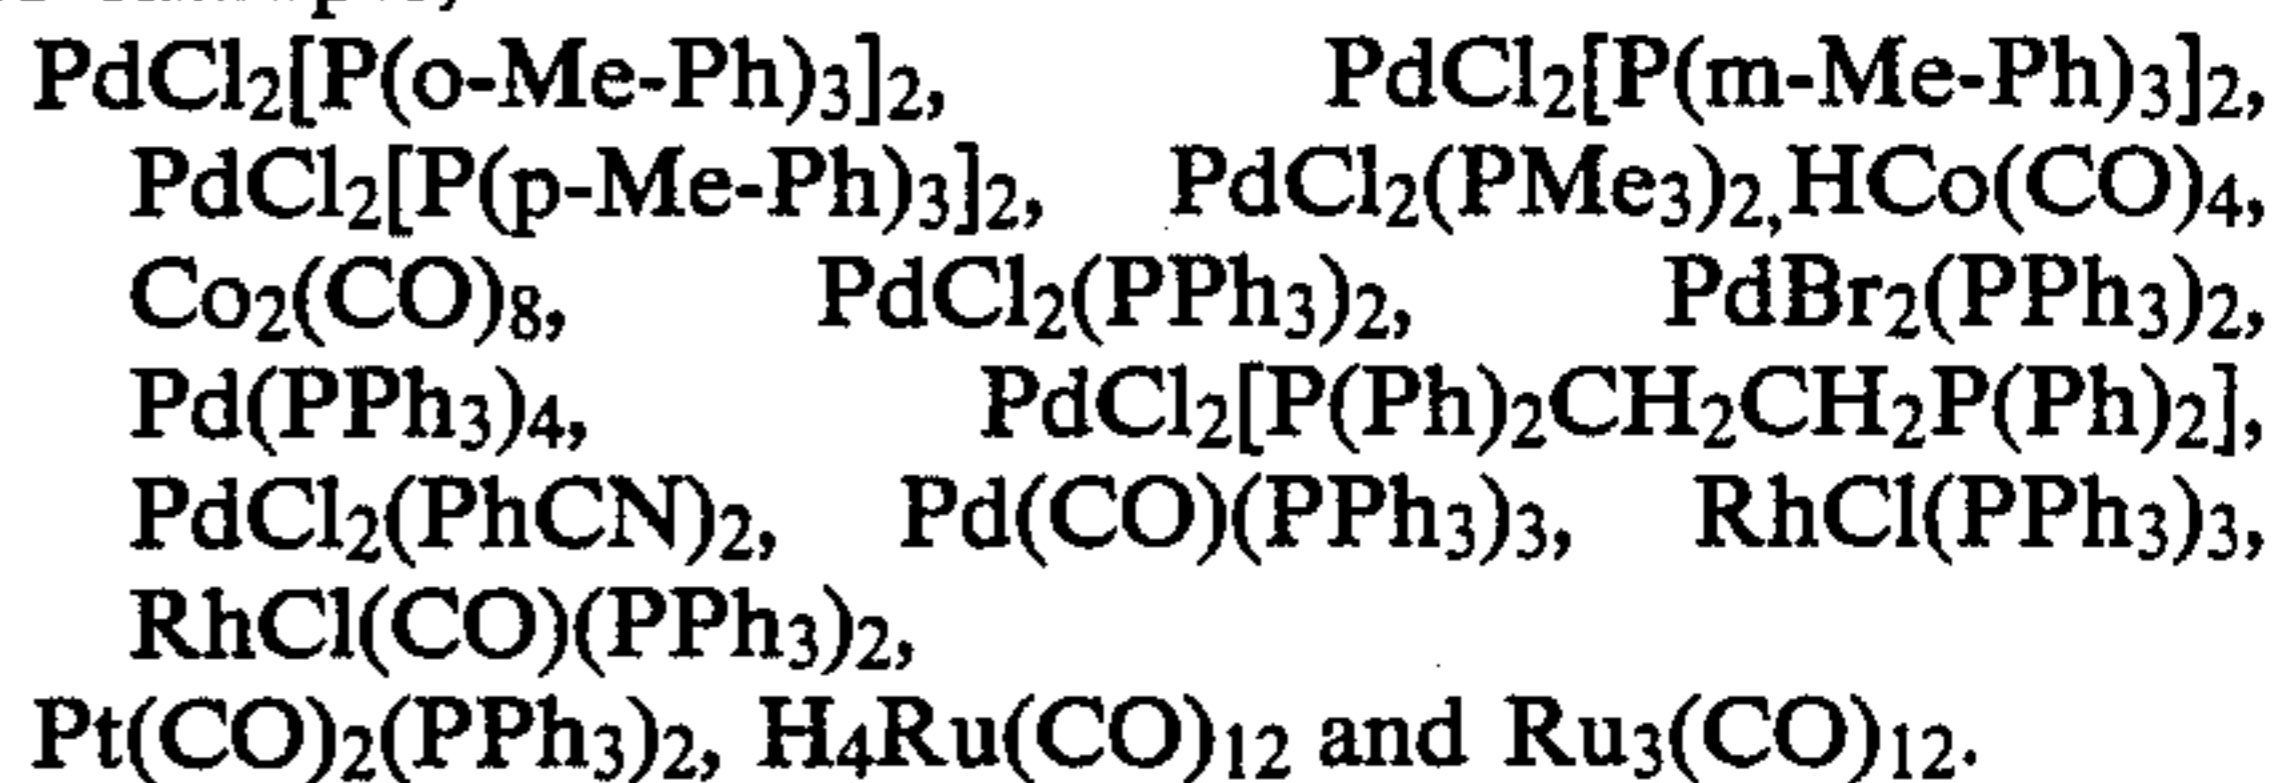 PdCl2[P(o-Me-Ph)3]2, PdCl2[P(m-Me-Ph)3]2,
PdCl2[P(p-Me-Ph)3]2, PdCl2(PMe3)2,HCo(CO)4,
Co2(CO)8, PdCl2(PPh3)2, PdBr2(PPh3)2,
Pd(PPh3)4, PdCl2[P(Ph)2CH2CH2P(Ph)2],
PdCl2(PhCN)2, Pd(CO)(PPh3)3, RhCl(PPh3)3,
RhCl(CO)(PPh3)2,
Pt(CO)2(PPh3)2, H4Ru(CO)12 and Ru3(CO)12.